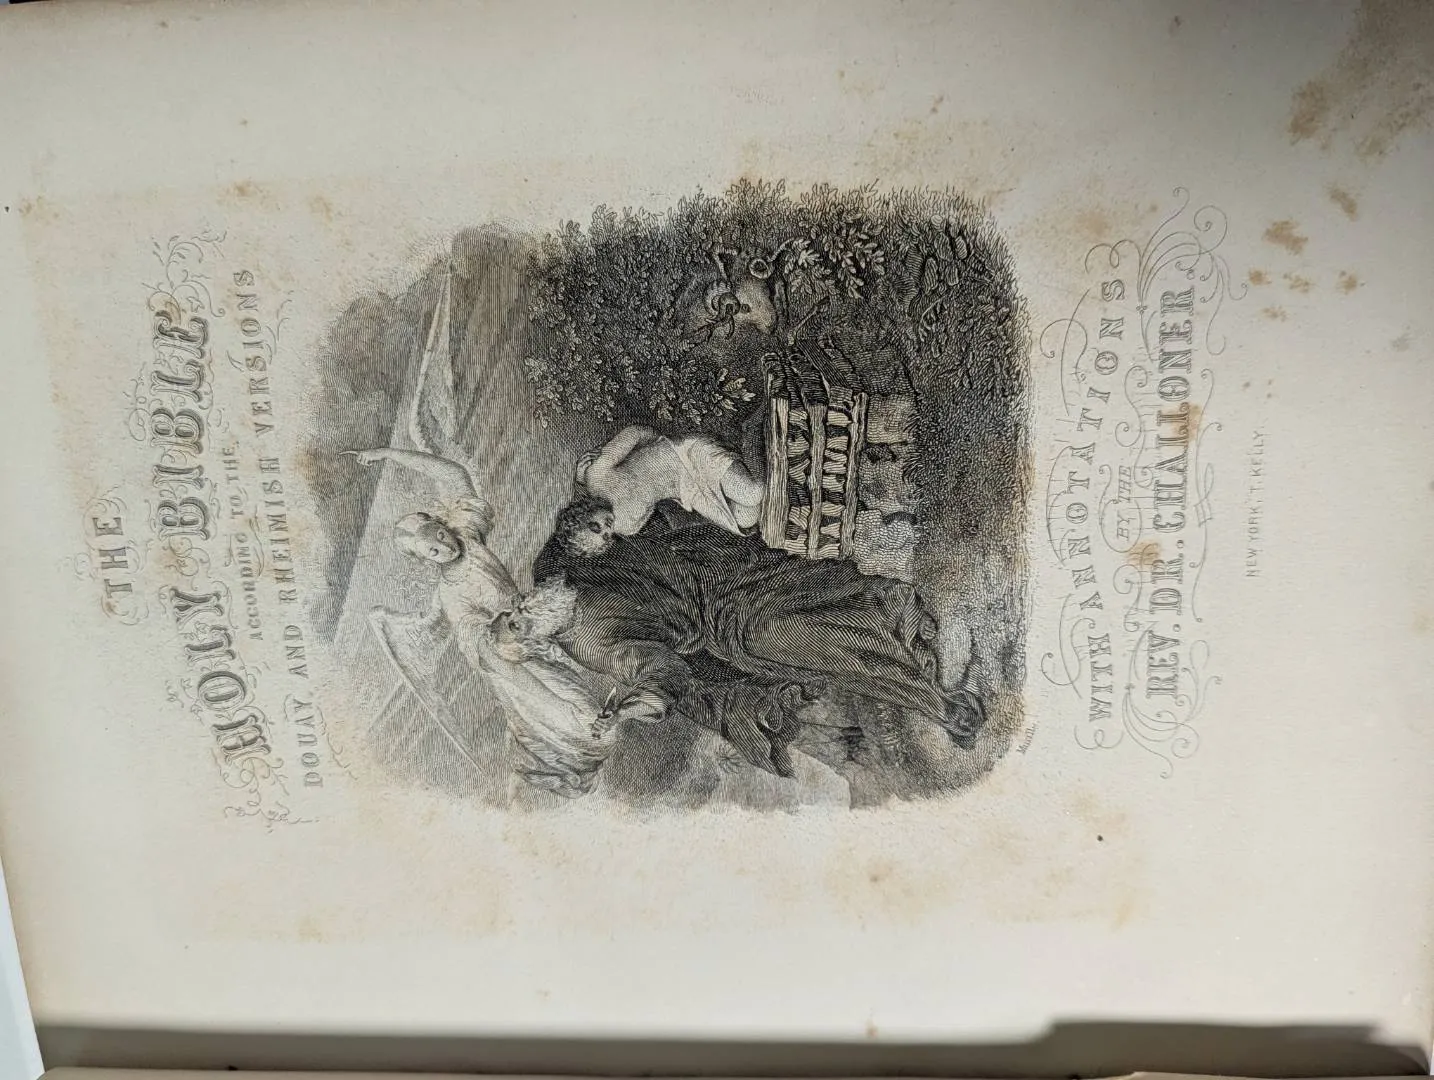 THE
HOLY BIBLE
ACCORDING TO THE
DOUAY AND RHEIMISH VERSIONS
WITH ANNOTATIONS
BY THE
REV. DR. CHALLONER.
NEW YORK. T. KELLY.